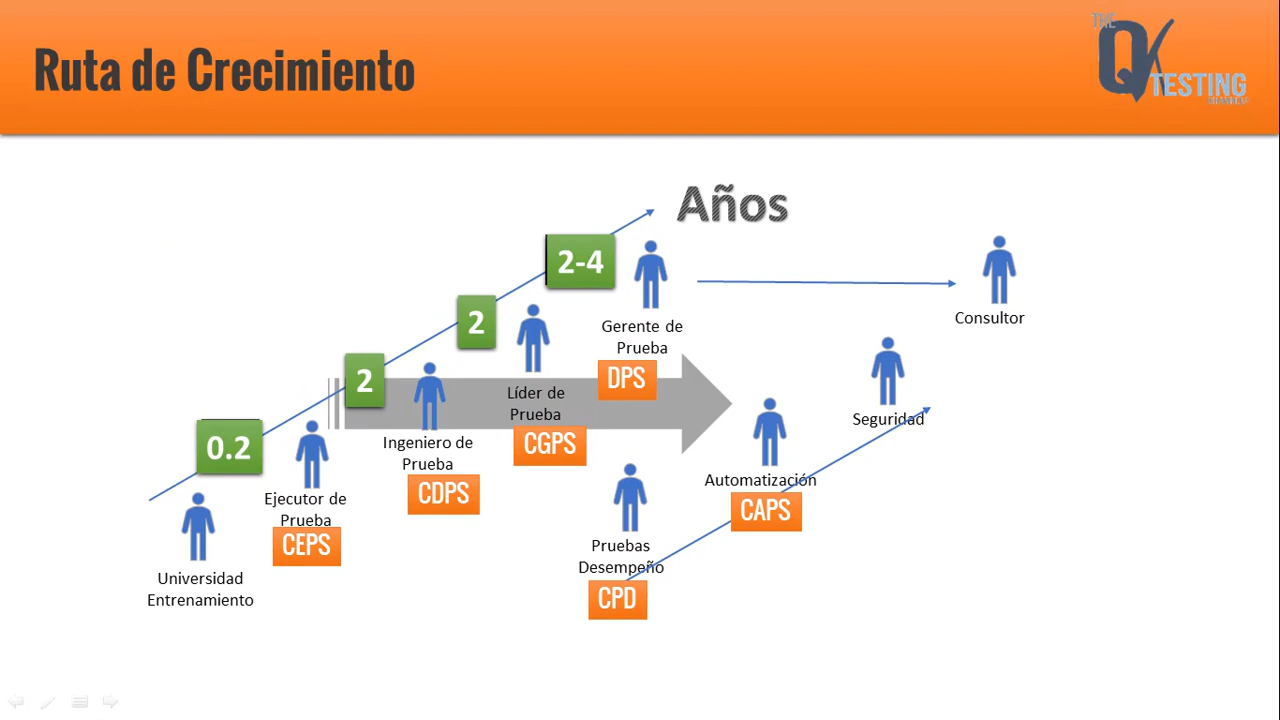 Ruta de Crecimiento
THE
QV
TESTING
Años
2-4
2
2
0.2
Gerente de
Prueba
DPS
Consultor
Líder de
Prueba
CGPS
Seguridad
Ingeniero de
Prueba
CDPS
Automatización
CAPS
Ejecutor de
Prueba
CEPS
Pruebas
Desempeño
CPD
Universidad
Entrenamiento